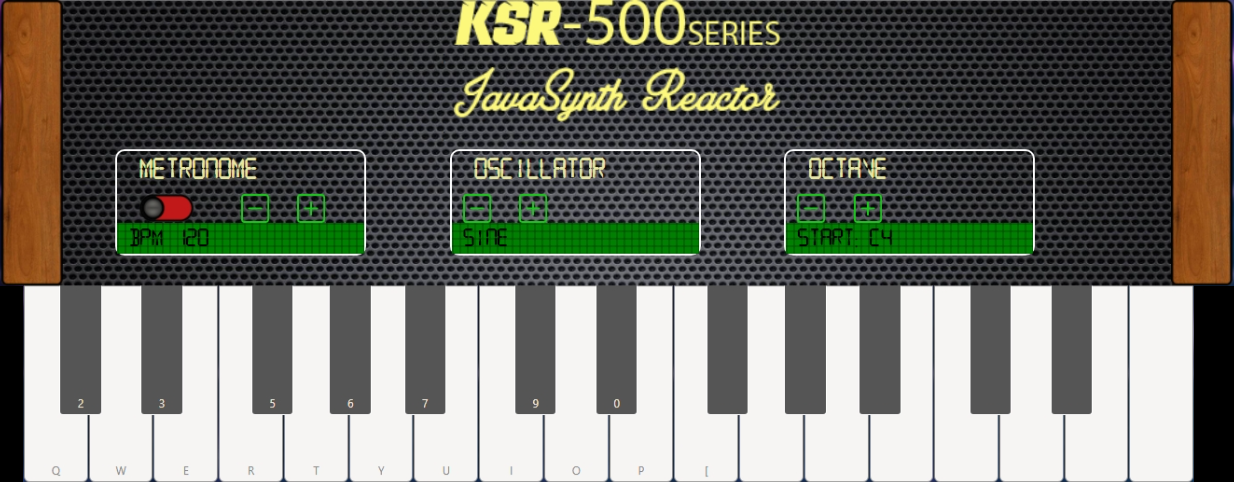 KSR-500SERIES
JavaSynth Reactor
METRONOME
OSCILLATOR
OCTAVE
- +
- +
- +
BPM 120
SINE
START: C4
2 3 5 6 7 9 0
Q W E R T Y U I O P [